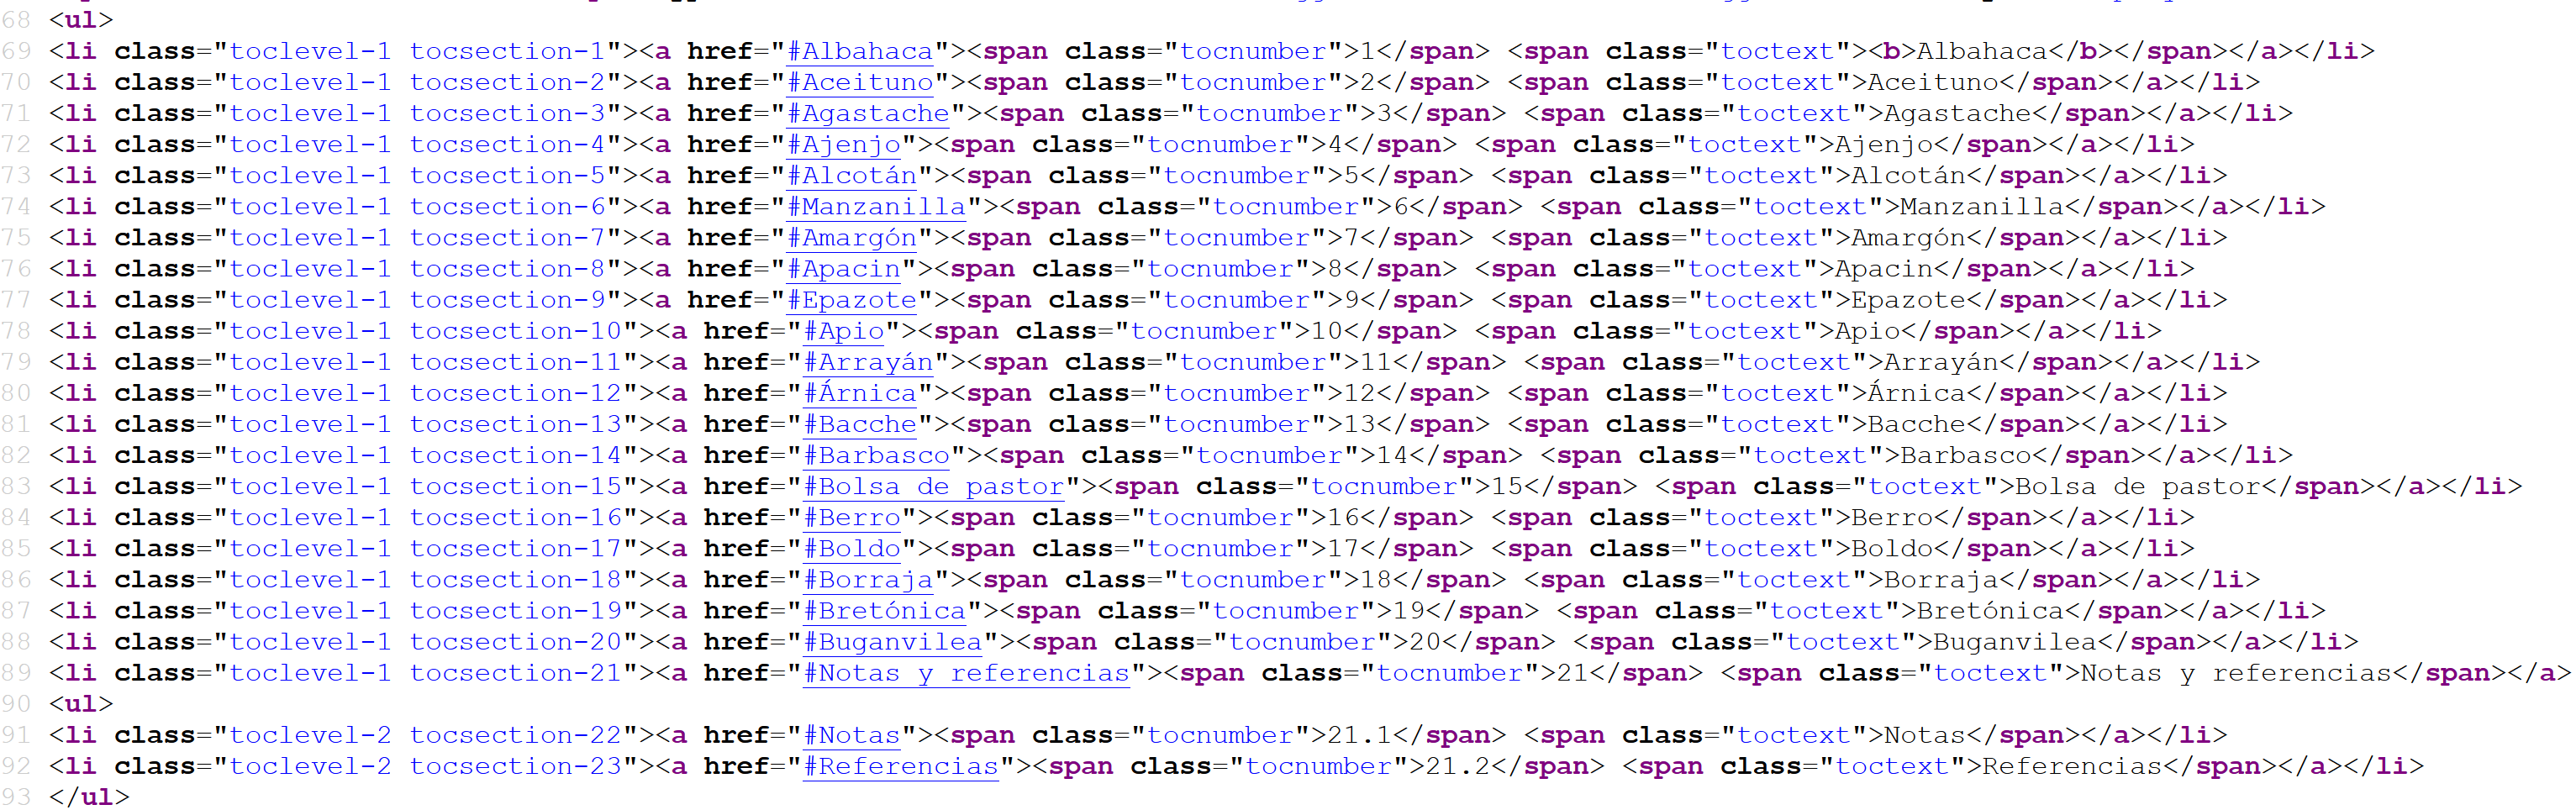 68 <ul>
69 <li class="toclevel-1 tocsection-1"><a href="#Albahaca"><span class="tocnumber">1</span> <span class="toctext"><b>Albahaca</b></span></a></li>
70 <li class="toclevel-1 tocsection-2"><a href="#Aceituno"><span class="tocnumber">2</span> <span class="toctext">Aceituno</span></a></li>
71 <li class="toclevel-1 tocsection-3"><a href="#Agastache"><span class="tocnumber">3</span> <span class="toctext">Agastache</span></a></li>
72 <li class="toclevel-1 tocsection-4"><a href="#Ajenjo"><span class="tocnumber">4</span> <span class="toctext">Ajenjo</span></a></li>
73 <li class="toclevel-1 tocsection-5"><a href="#Alcotán"><span class="tocnumber">5</span> <span class="toctext">Alcotán</span></a></li>
74 <li class="toclevel-1 tocsection-6"><a href="#Manzanilla"><span class="tocnumber">6</span> <span class="toctext">Manzanilla</span></a></li>
75 <li class="toclevel-1 tocsection-7"><a href="#Amargón"><span class="tocnumber">7</span> <span class="toctext">Amargón</span></a></li>
76 <li class="toclevel-1 tocsection-8"><a href="#Apacin"><span class="tocnumber">8</span> <span class="toctext">Apacin</span></a></li>
77 <li class="toclevel-1 tocsection-9"><a href="#Epazote"><span class="tocnumber">9</span> <span class="toctext">Epazote</span></a></li>
78 <li class="toclevel-1 tocsection-10"><a href="#Apio"><span class="tocnumber">10</span> <span class="toctext">Apio</span></a></li>
79 <li class="toclevel-1 tocsection-11"><a href="#Arrayán"><span class="tocnumber">11</span> <span class="toctext">Arrayán</span></a></li>
80 <li class="toclevel-1 tocsection-12"><a href="#Árnica"><span class="tocnumber">12</span> <span class="toctext">Árnica</span></a></li>
81 <li class="toclevel-1 tocsection-13"><a href="#Bacche"><span class="tocnumber">13</span> <span class="toctext">Bacche</span></a></li>
82 <li class="toclevel-1 tocsection-14"><a href="#Barbasco"><span class="tocnumber">14</span> <span class="toctext">Barbasco</span></a></li>
83 <li class="toclevel-1 tocsection-15"><a href="#Bolsa de pastor"><span class="tocnumber">15</span> <span class="toctext">Bolsa de pastor</span></a></li>
84 <li class="toclevel-1 tocsection-16"><a href="#Berro"><span class="tocnumber">16</span> <span class="toctext">Berro</span></a></li>
85 <li class="toclevel-1 tocsection-17"><a href="#Boldo"><span class="tocnumber">17</span> <span class="toctext">Boldo</span></a></li>
86 <li class="toclevel-1 tocsection-18"><a href="#Borraja"><span class="tocnumber">18</span> <span class="toctext">Borraja</span></a></li>
87 <li class="toclevel-1 tocsection-19"><a href="#Bretónica"><span class="tocnumber">19</span> <span class="toctext">Bretónica</span></a></li>
88 <li class="toclevel-1 tocsection-20"><a href="#Buganvilea"><span class="tocnumber">20</span> <span class="toctext">Buganvilea</span></a></li>
89 <li class="toclevel-1 tocsection-21"><a href="#Notas y referencias"><span class="tocnumber">21</span> <span class="toctext">Notas y referencias</span></a>
90 <ul>
91 <li class="toclevel-2 tocsection-22"><a href="#Notas"><span class="tocnumber">21.1</span> <span class="toctext">Notas</span></a></li>
92 <li class="toclevel-2 tocsection-23"><a href="#Referencias"><span class="tocnumber">21.2</span> <span class="toctext">Referencias</span></a></li>
93 </ul>